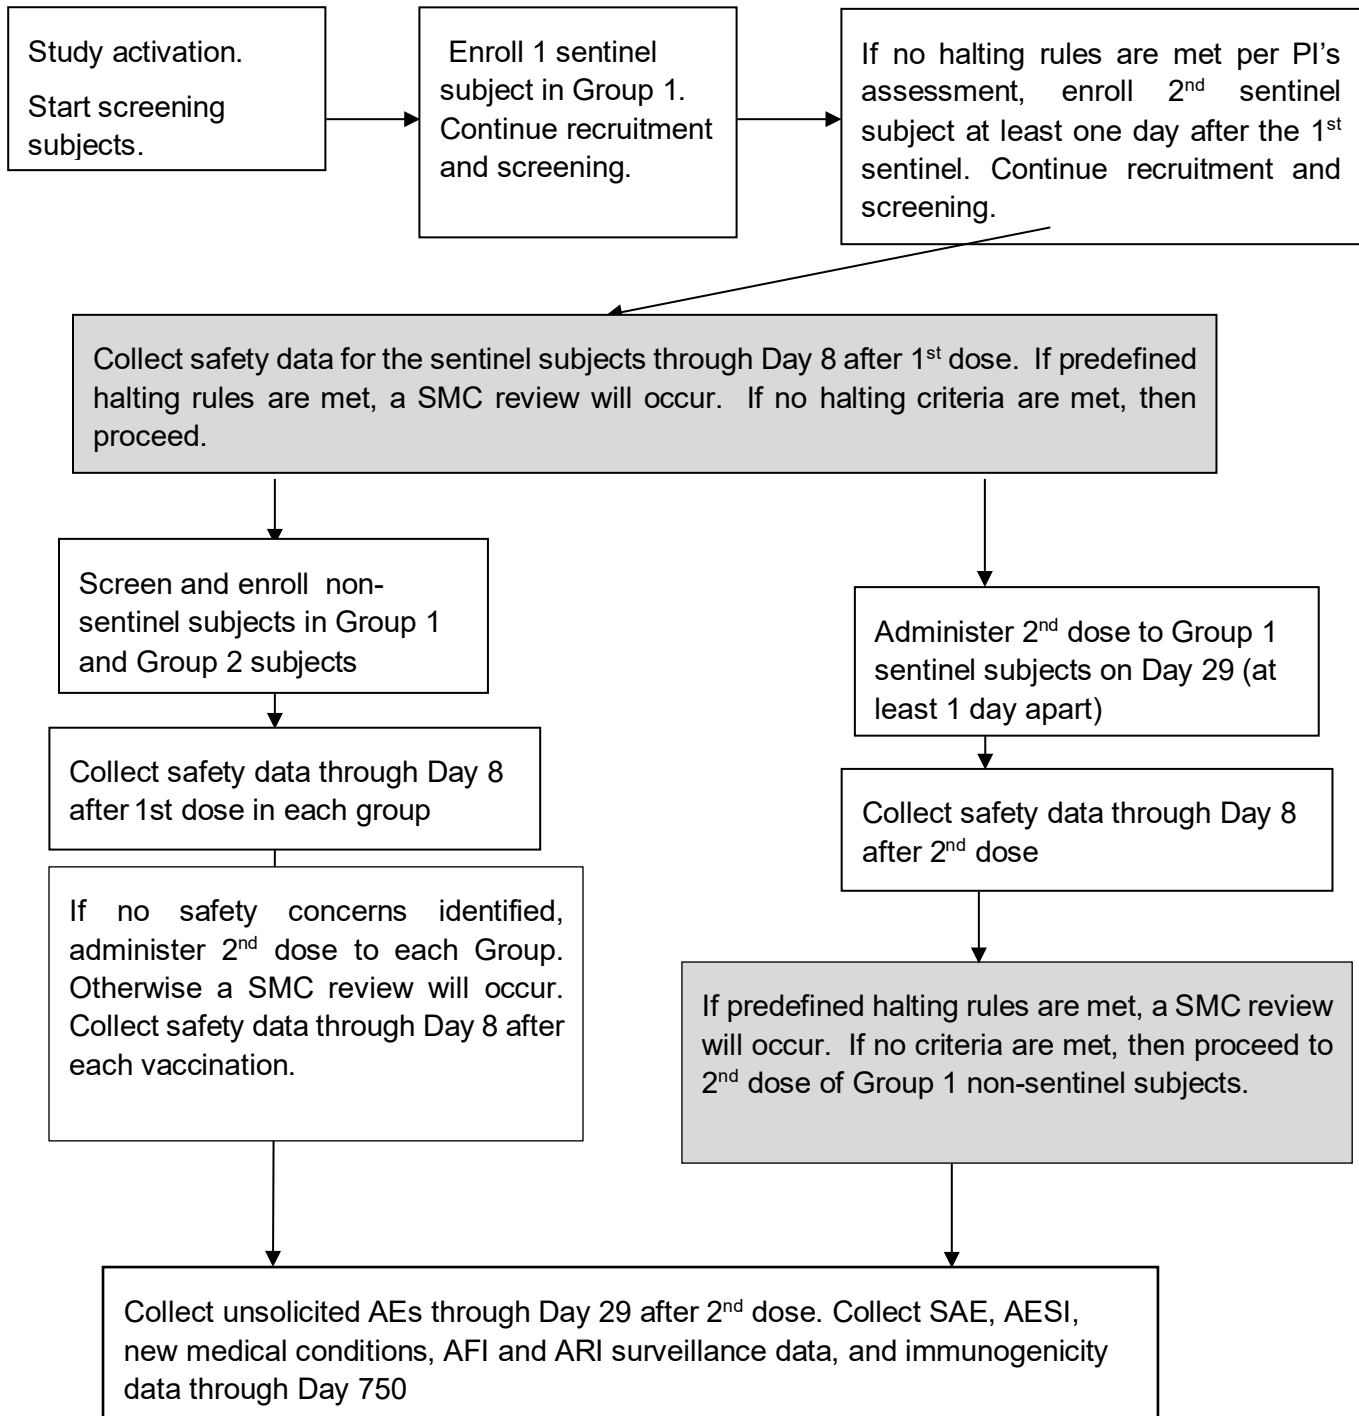 Study activation.
Start screening
subjects.
Enroll 1 sentinel
subject in Group 1.
Continue recruitment
and screening.
If no halting rules are met per PI’s
assessment, enroll 2nd sentinel
subject at least one day after the 1st
sentinel. Continue recruitment and
screening.
Collect safety data for the sentinel subjects through Day 8 after 1st dose. If predefined
halting rules are met, a SMC review will occur. If no halting criteria are met, then
proceed.
Screen and enroll non-
sentinel subjects in Group 1
and Group 2 subjects
Collect safety data through Day 8
after 1st dose in each group
If no safety concerns identified,
administer 2nd dose to each Group.
Otherwise a SMC review will occur.
Collect safety data through Day 8 after
each vaccination.
Administer 2nd dose to Group 1
sentinel subjects on Day 29 (at
least 1 day apart)
Collect safety data through Day 8
after 2nd dose
If predefined halting rules are met, a SMC review
will occur. If no criteria are met, then proceed to
2nd dose of Group 1 non-sentinel subjects.
Collect unsolicited AEs through Day 29 after 2nd dose. Collect SAE, AESI,
new medical conditions, AFI and ARI surveillance data, and immunogenicity
data through Day 750